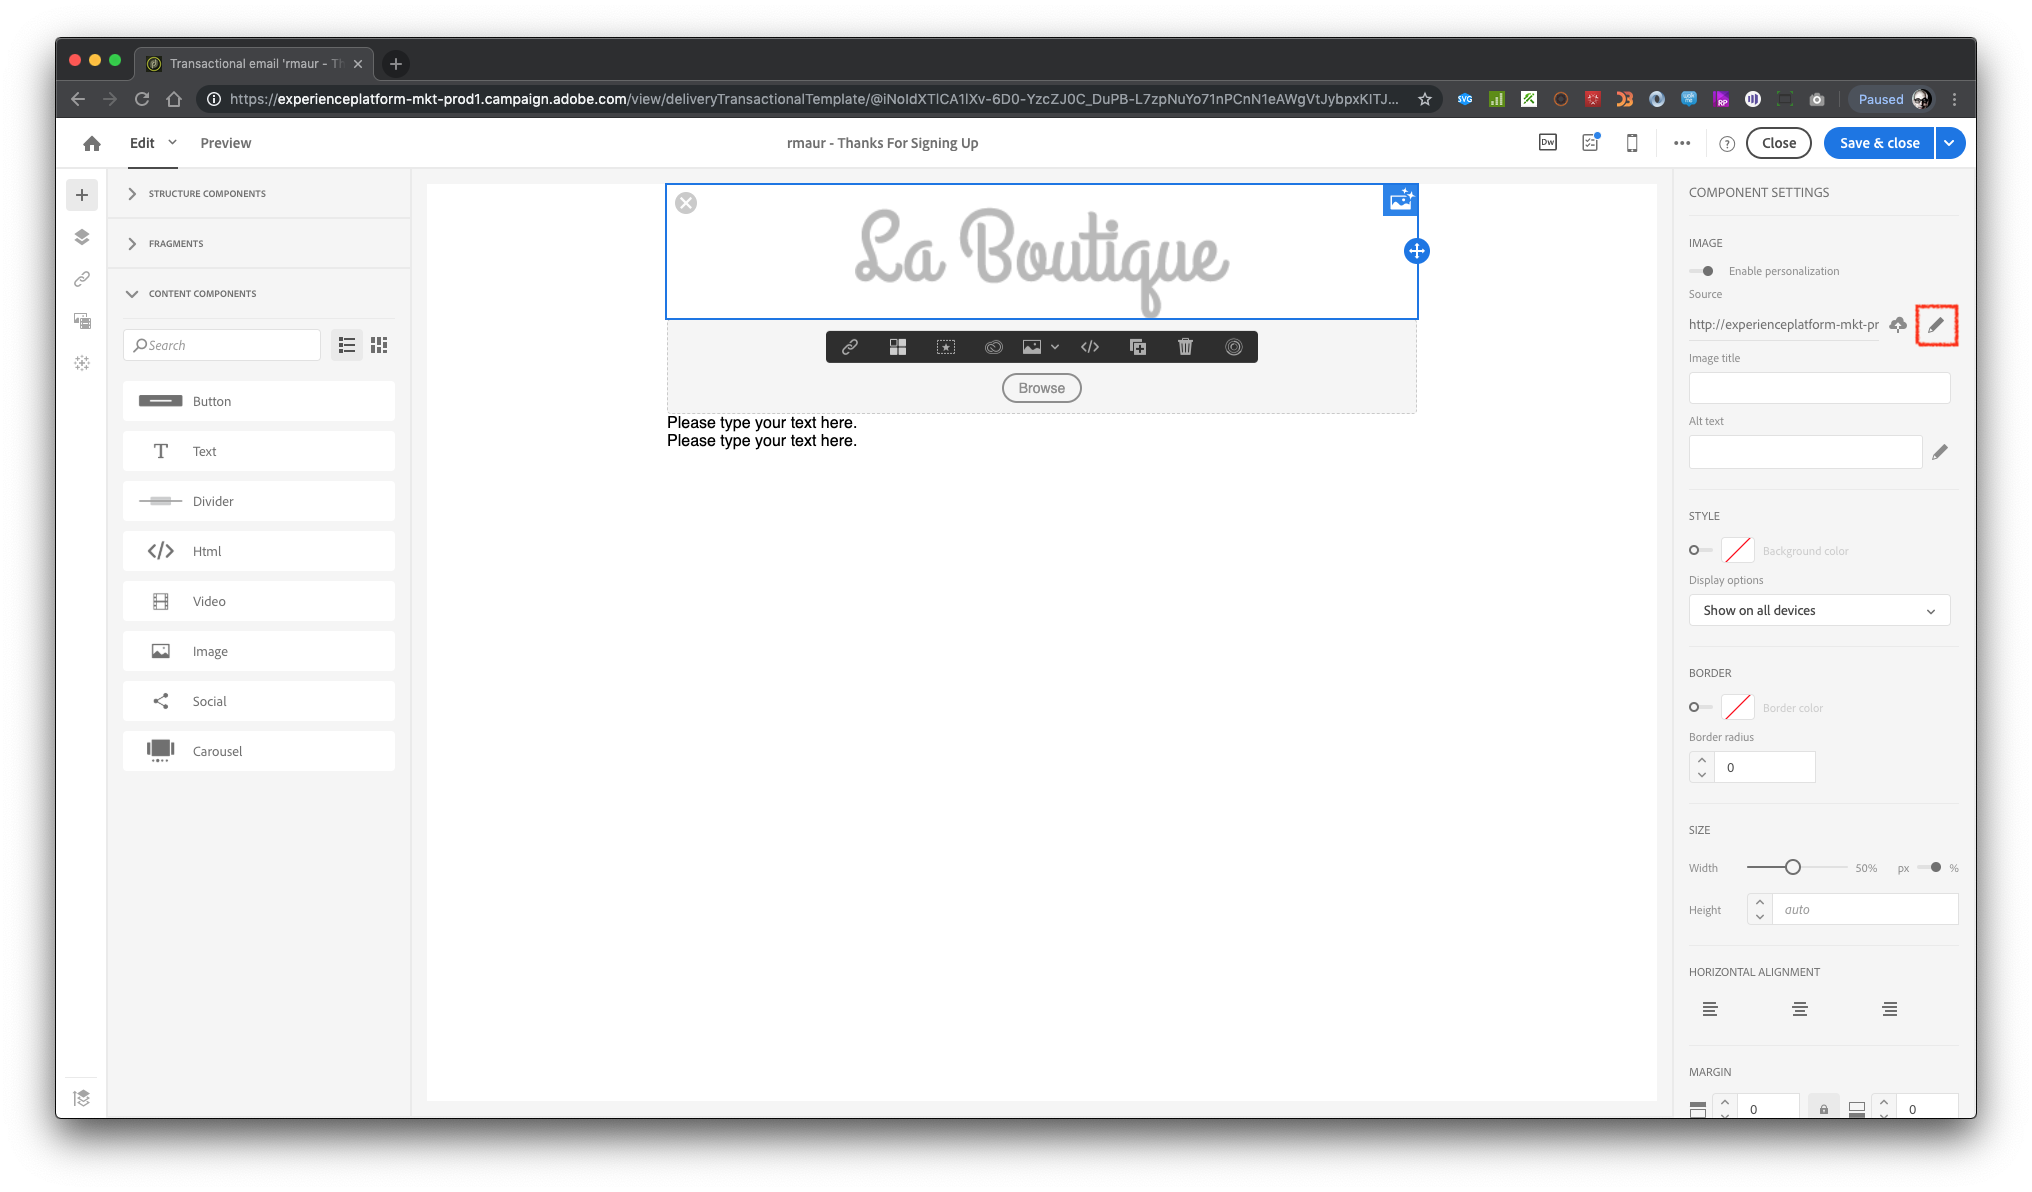 Transactional email 'rmaur - Th
https://experienceplatform-mkt-prod1.campaign.adobe.com/view/deliveryTransactionalTemplate/@iNoIdXTlCA1lXv-6D0-YzcZJ0C_DuPB-L7zpNuYo71nPCnN1eAWgVtJybpxKITJ...
SVG
RP
Paused
Edit
Preview
rmaur - Thanks For Signing Up
Dw
Close
Save & close
STRUCTURE COMPONENTS
FRAGMENTS
CONTENT COMPONENTS
Search
Button
Text
Divider
Html
Video
Image
Social
Carousel
La Boutique
Browse
Please type your text here.
Please type your text here.
COMPONENT SETTINGS
IMAGE
Enable personalization
Source
http://experienceplatform-mkt-pr
Image title
Alt text
STYLE
Background color
Display options
Show on all devices
BORDER
Border color
Border radius
0
SIZE
Width 50% px %
Height auto
HORIZONTAL ALIGNMENT
MARGIN
0 0